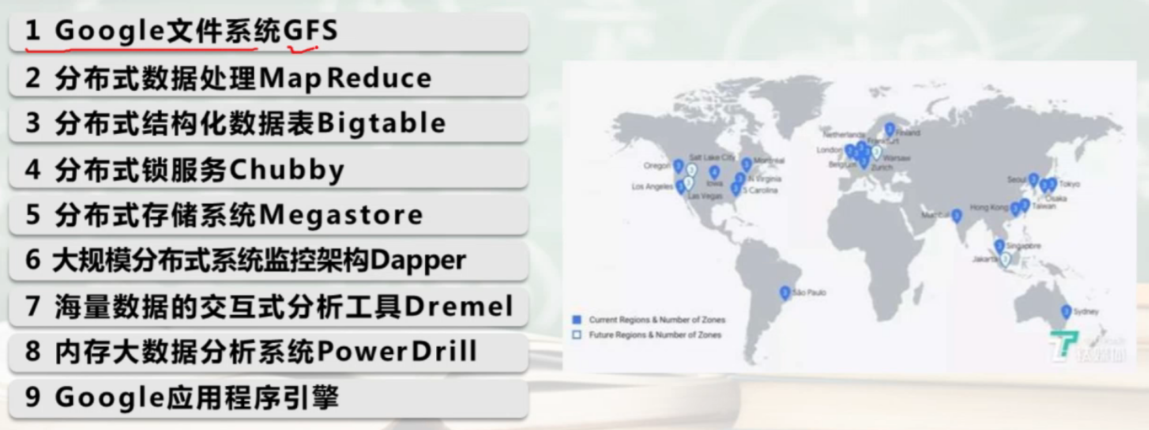 1 Google文件系统GFS
2 分布式数据处理MapReduce
3 分布式结构化数据表Bigtable
4 分布式锁服务Chubby
5 分布式存储系统Megastore
6 大规模分布式系统监控架构Dapper
7 海量数据的交互式分析工具Dremel
8 内存大数据分析系统PowerDrill
9 Google应用程序引擎
Netherlands
Finland
Frankfurt
London
Warsaw
Belgium
Zurich
Oregon
Salt Lake City
Montréal
Iowa
N Virginia
Los Angeles
Las Vegas
S Carolina
Seoul
Tokyo
Osaka
Mumbai
Hong Kong
Taiwan
Singapore
Jakarta
São Paulo
Sydney
Current Regions & Number of Zones
Future Regions & Number of Zones